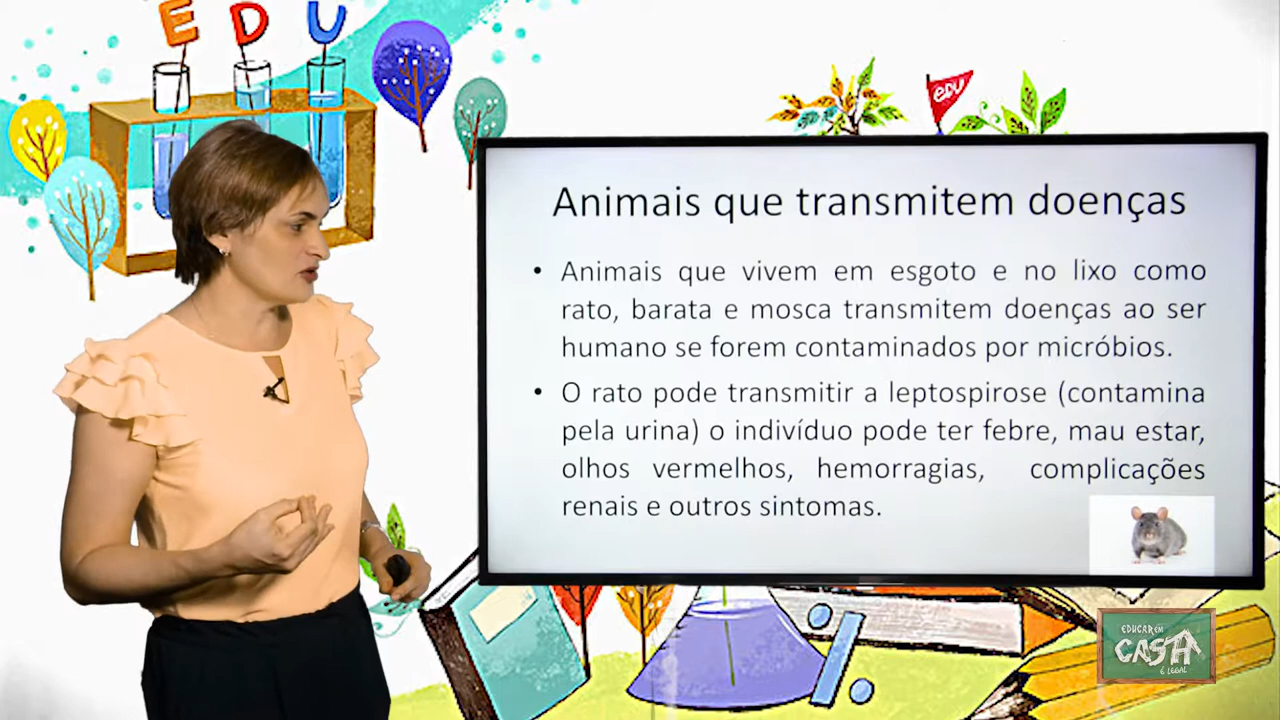 EDU
EDU
Animais que transmitem doenças
• Animais que vivem em esgoto e no lixo como
rato, barata e mosca transmitem doenças ao ser
humano se forem contaminados por micróbios.
• O rato pode transmitir a leptospirose (contamina
pela urina) o indivíduo pode ter febre, mau estar,
olhos vermelhos, hemorragias, complicações
renais e outros sintomas.
EDUCAR EM
CASA
É LEGAL